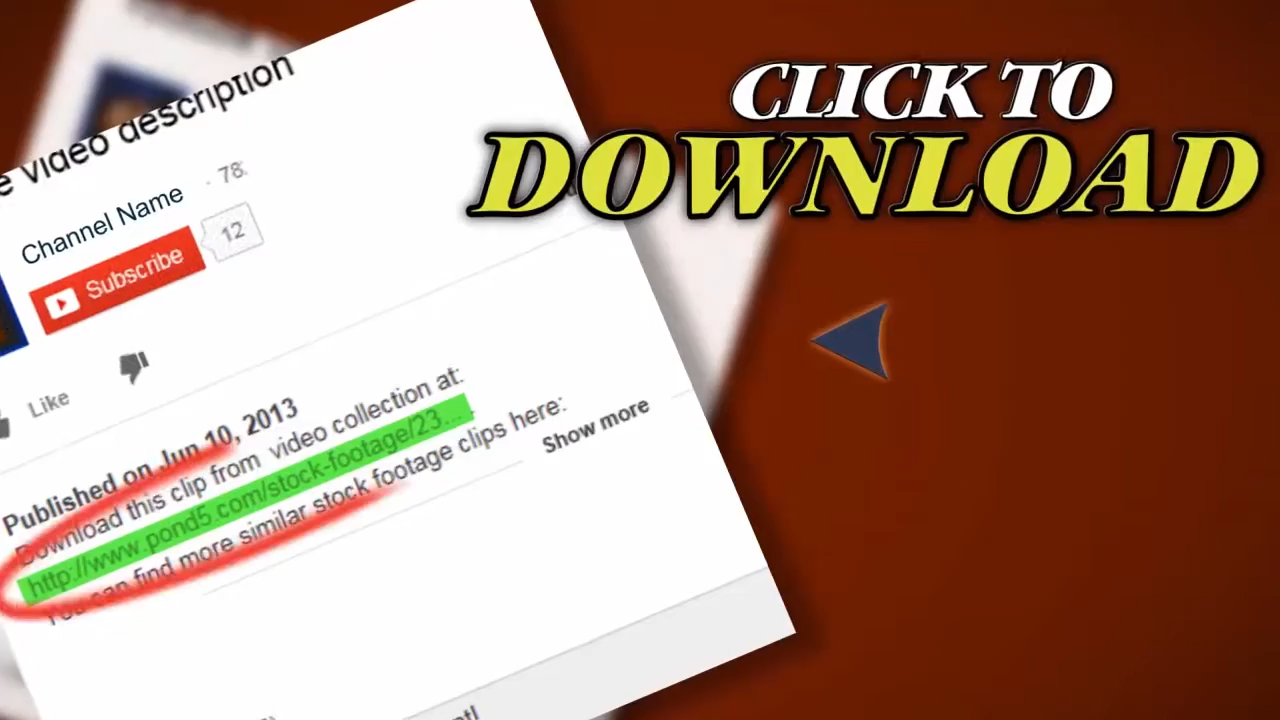 CLICK TO
DOWNLOAD
e video description
Channel Name
78
Subscribe
12
Like
Published on Jun 10, 2013
Download this clip from video collection at:
http://www.pond5.com/stock-footage/23...
You can find more similar stock footage clips here:
Show more